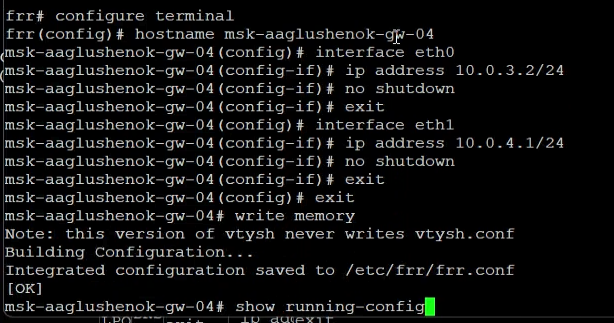 frr# configure terminal
frr(config)# hostname msk-aaglushenok-gw-04
msk-aaglushenok-gw-04(config)# interface eth0
msk-aaglushenok-gw-04(config-if)# ip address 10.0.3.2/24
msk-aaglushenok-gw-04(config-if)# no shutdown
msk-aaglushenok-gw-04(config-if)# exit
msk-aaglushenok-gw-04(config)# interface eth1
msk-aaglushenok-gw-04(config-if)# ip address 10.0.4.1/24
msk-aaglushenok-gw-04(config-if)# no shutdown
msk-aaglushenok-gw-04(config-if)# exit
msk-aaglushenok-gw-04(config)# exit
msk-aaglushenok-gw-04# write memory
Note: this version of vtysh never writes vtysh.conf
Building Configuration...
Integrated configuration saved to /etc/frr/frr.conf
[OK]
msk-aaglushenok-gw-04# show running-config